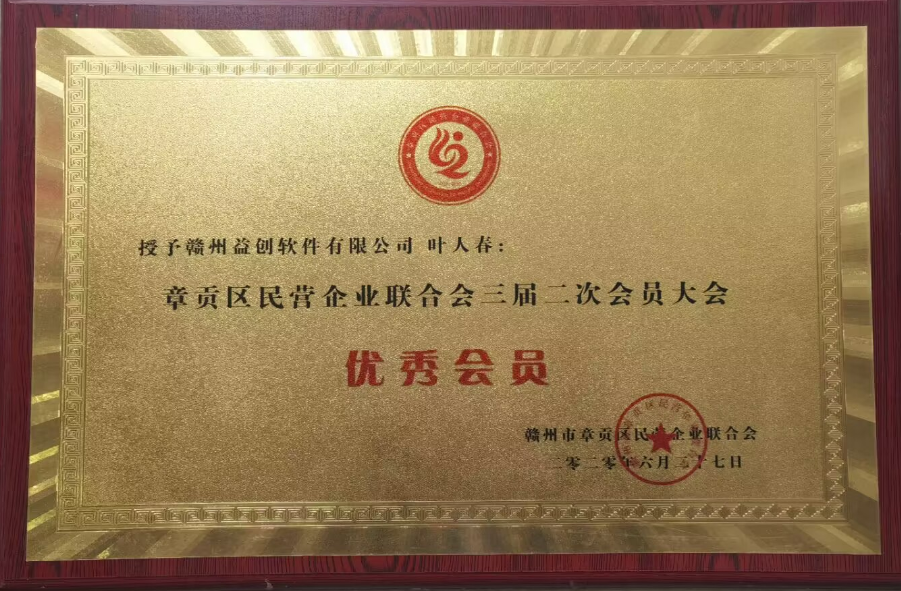 授予赣州益创软件有限公司 叶人春:
章贡区民营企业联合会三届二次会员大会
优秀会员
赣州市章贡区民营企业联合会
二零二零年六月二十七日